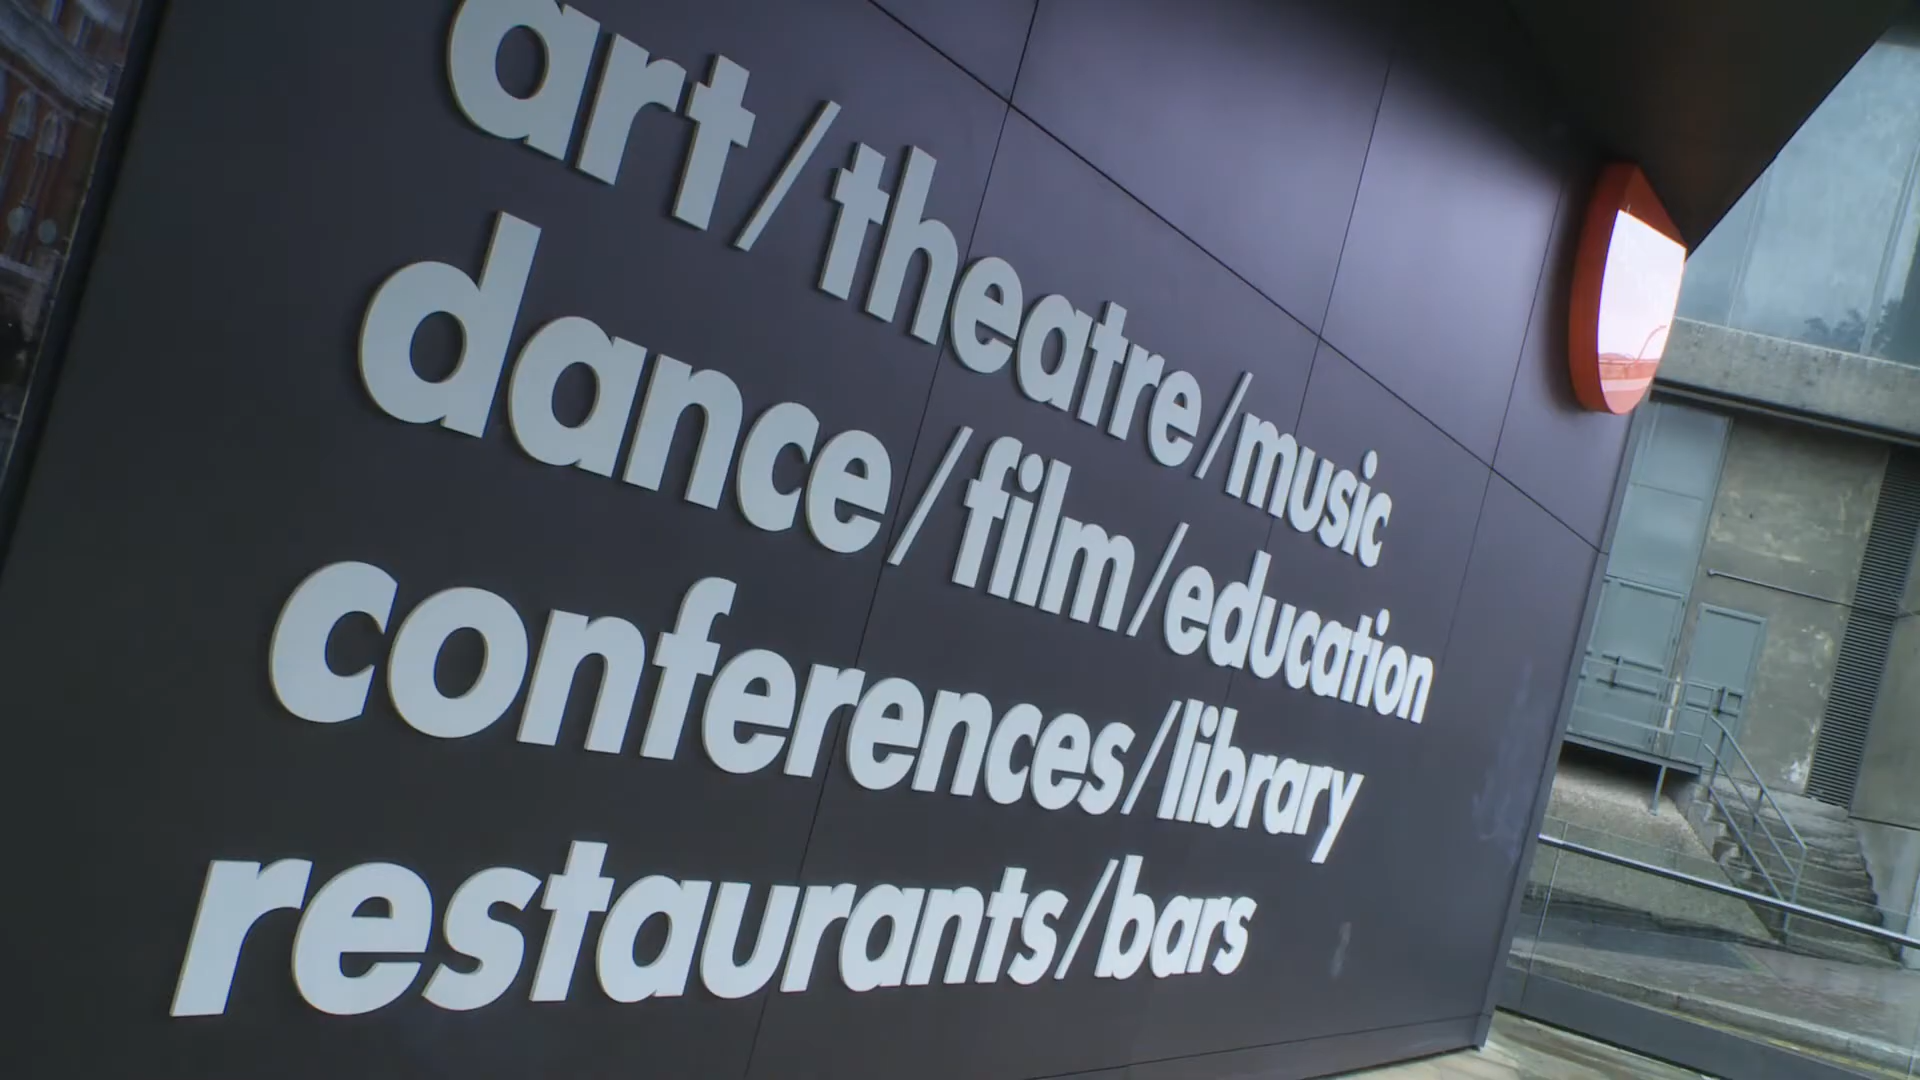 art/theatre/music
dance/film/education
conferences/library
restaurants/bars